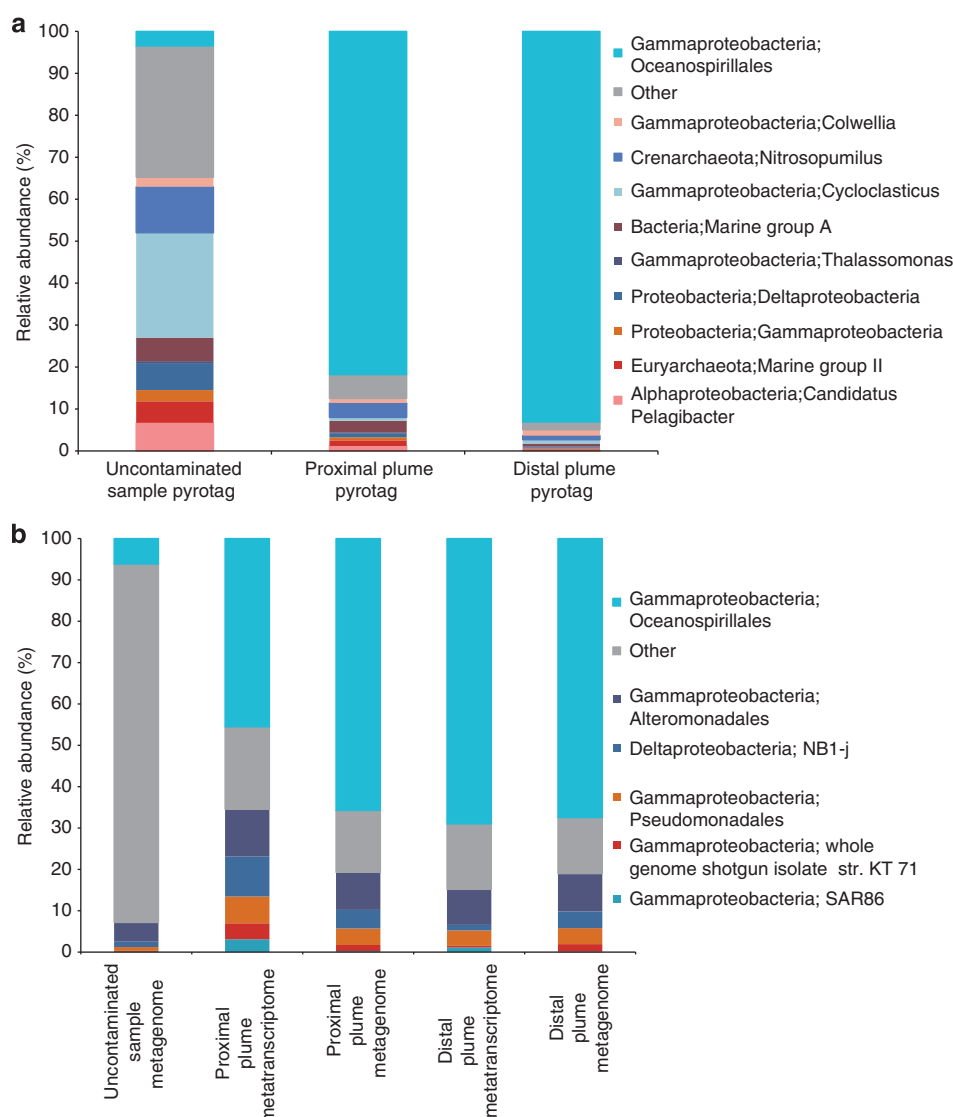 a
Relative abundance (%)
100
90
80
70
60
50
40
30
20
10
0
Uncontaminated
sample pyrotag
Proximal plume
pyrotag
Distal plume
pyrotag
Gammaproteobacteria;
Oceanospirillales
Other
Gammaproteobacteria;Colwellia
Crenarchaeota;Nitrosopumilus
Gammaproteobacteria;Cycloclasticus
Bacteria;Marine group A
Gammaproteobacteria;Thalassomonas
Proteobacteria;Deltaproteobacteria
Proteobacteria;Gammaproteobacteria
Euryarchaeota;Marine group II
Alphaproteobacteria;Candidatus
Pelagibacter
b
Relative abundance (%)
100
90
80
70
60
50
40
30
20
10
0
Uncontaminated
sample
metagenome
Proximal
plume
metatranscriptome
Proximal
plume
metagenome
Distal
plume
metatranscriptome
Distal
plume
metagenome
Gammaproteobacteria;
Oceanospirillales
Other
Gammaproteobacteria;
Alteromonadales
Deltaproteobacteria; NB1-j
Gammaproteobacteria;
Pseudomonadales
Gammaproteobacteria; whole
genome shotgun isolate str. KT 71
Gammaproteobacteria; SAR86